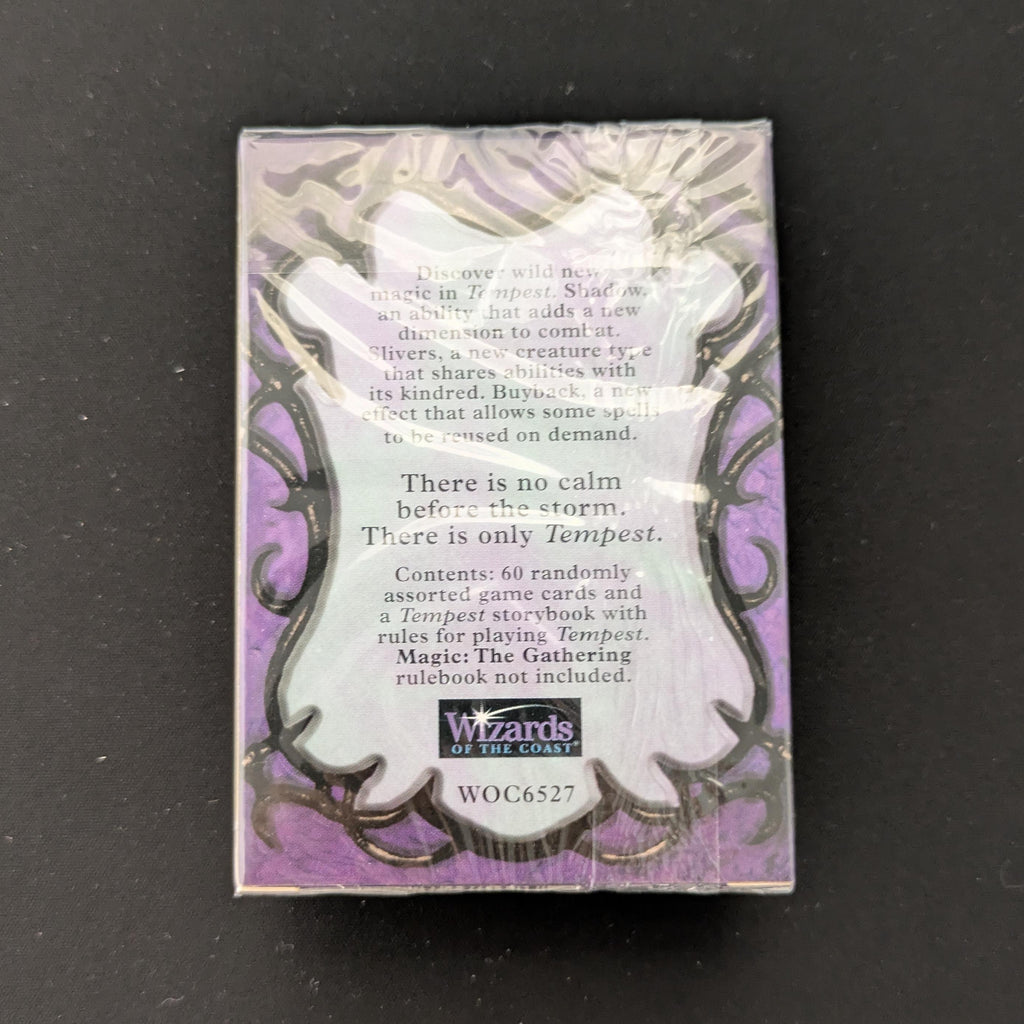 Discover wild new
magic in Tempest. Shadow,
an ability that adds a new
dimension to combat.
Slivers, a new creature type
that shares abilities with
its kindred. Buyback, a new
effect that allows some spells
to be reused on demand.
There is no calm
before the storm.
There is only Tempest.
Contents: 60 randomly
assorted game cards and
a Tempest storybook with
rules for playing Tempest.
Magic: The Gathering
rulebook not included.
Wizards
OF THE COAST®
WOC6527